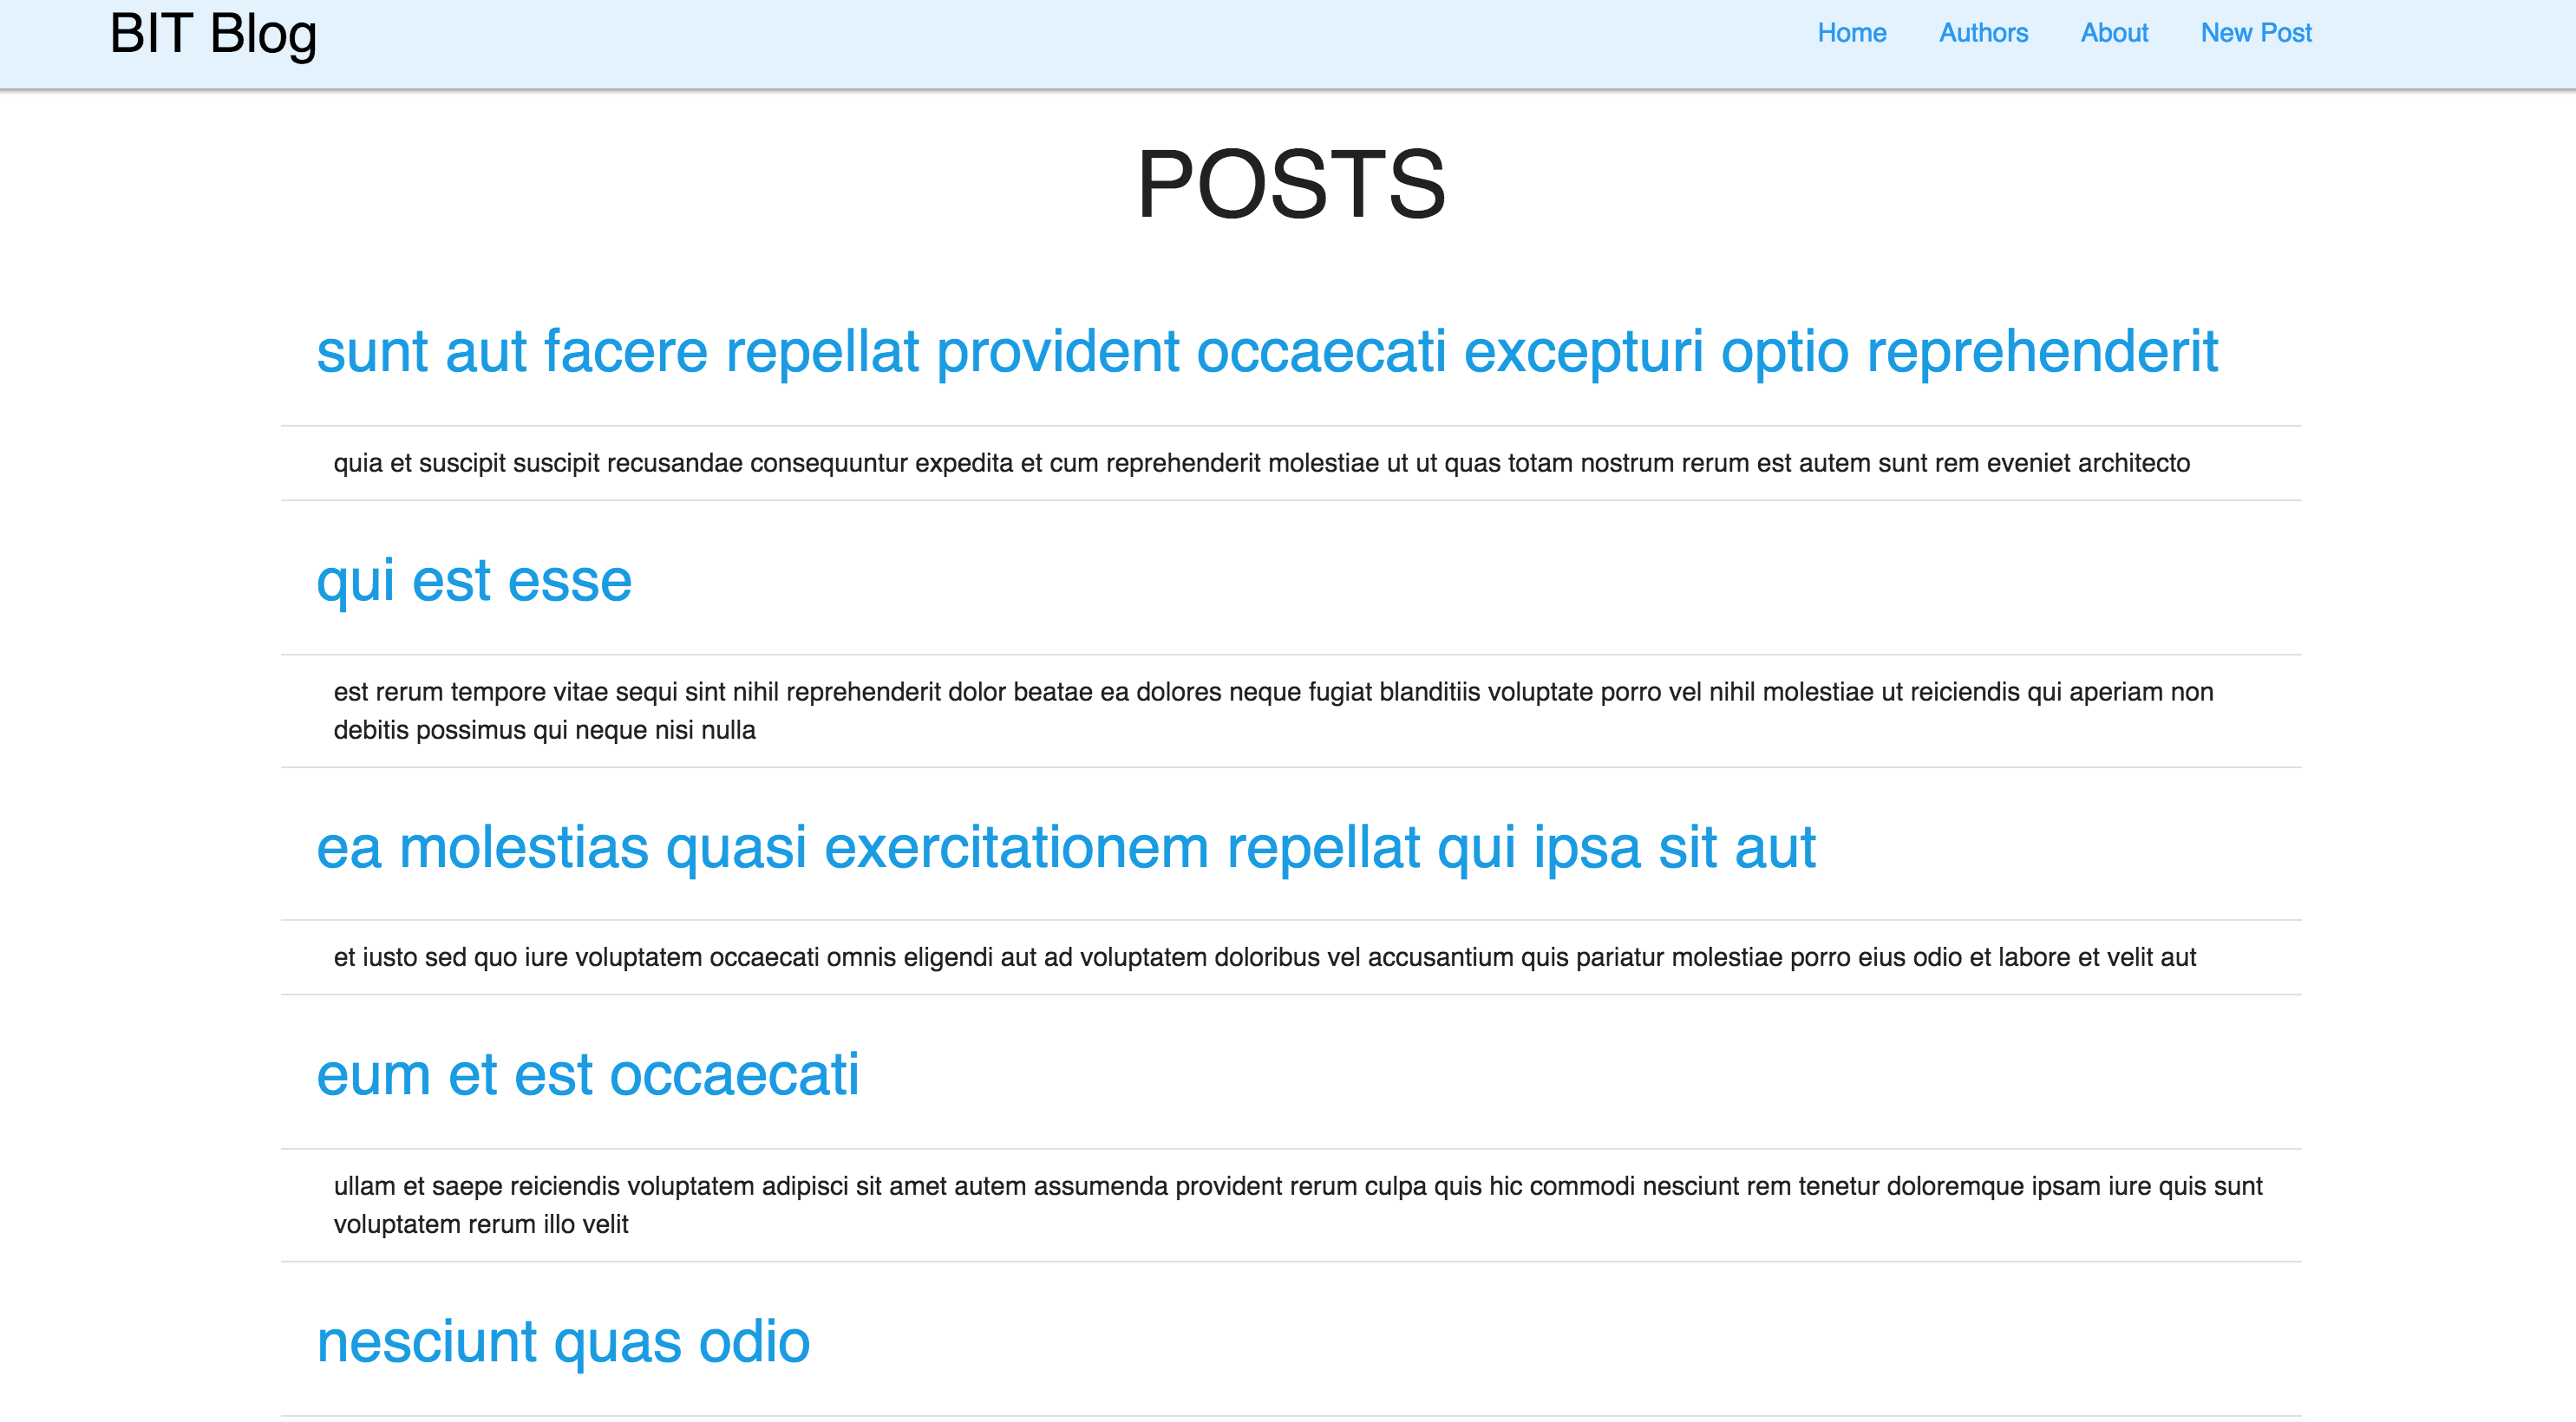 BIT Blog
Home Authors About New Post
POSTS
sunt aut facere repellat provident occaecati excepturi optio reprehenderit
quia et suscipit suscipit recusandae consequuntur expedita et cum reprehenderit molestiae ut ut quas totam nostrum rerum est autem sunt rem eveniet architecto
qui est esse
est rerum tempore vitae sequi sint nihil reprehenderit dolor beatae ea dolores neque fugiat blanditiis voluptate porro vel nihil molestiae ut reiciendis qui aperiam non
debitis possimus qui neque nisi nulla
ea molestias quasi exercitationem repellat qui ipsa sit aut
et iusto sed quo iure voluptatem occaecati omnis eligendi aut ad voluptatem doloribus vel accusantium quis pariatur molestiae porro eius odio et labore et velit aut
eum et est occaecati
ullam et saepe reiciendis voluptatem adipisci sit amet autem assumenda provident rerum culpa quis hic commodi nesciunt rem tenetur doloremque ipsam iure quis sunt
voluptatem rerum illo velit
nesciunt quas odio